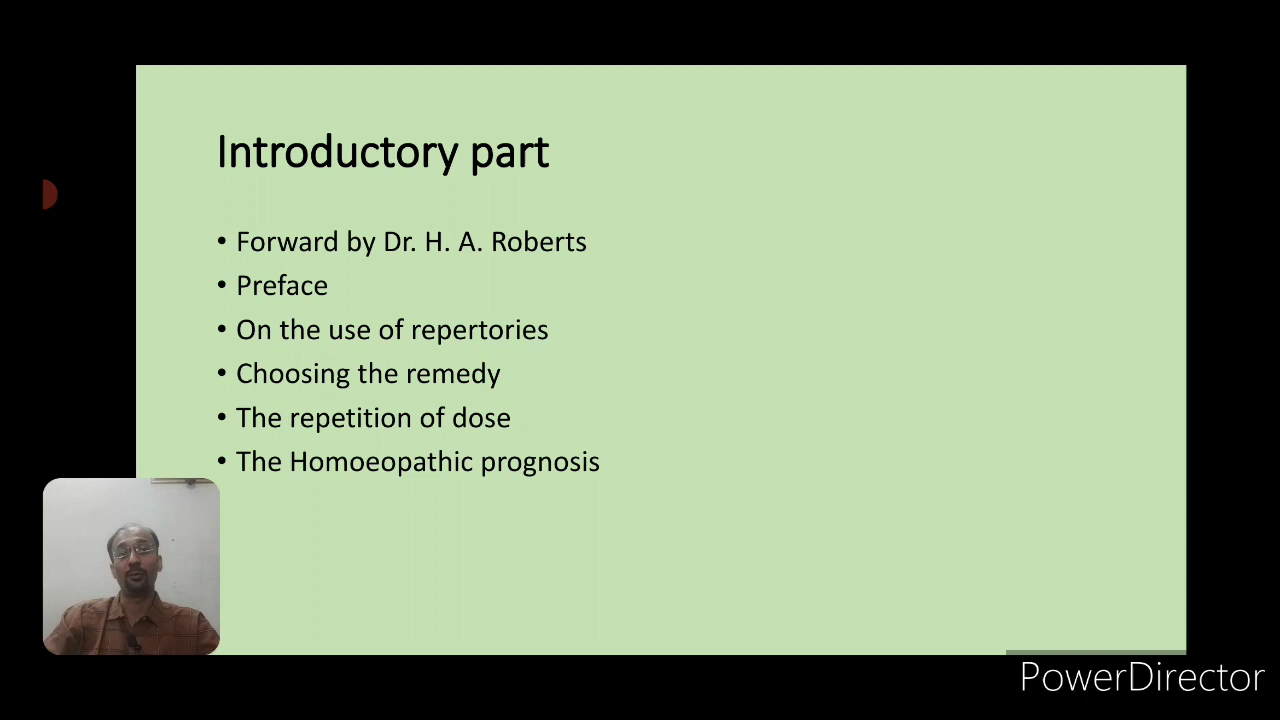 Introductory part
• Forward by Dr. H. A. Roberts
• Preface
• On the use of repertories
• Choosing the remedy
• The repetition of dose
• The Homoeopathic prognosis
PowerDirector